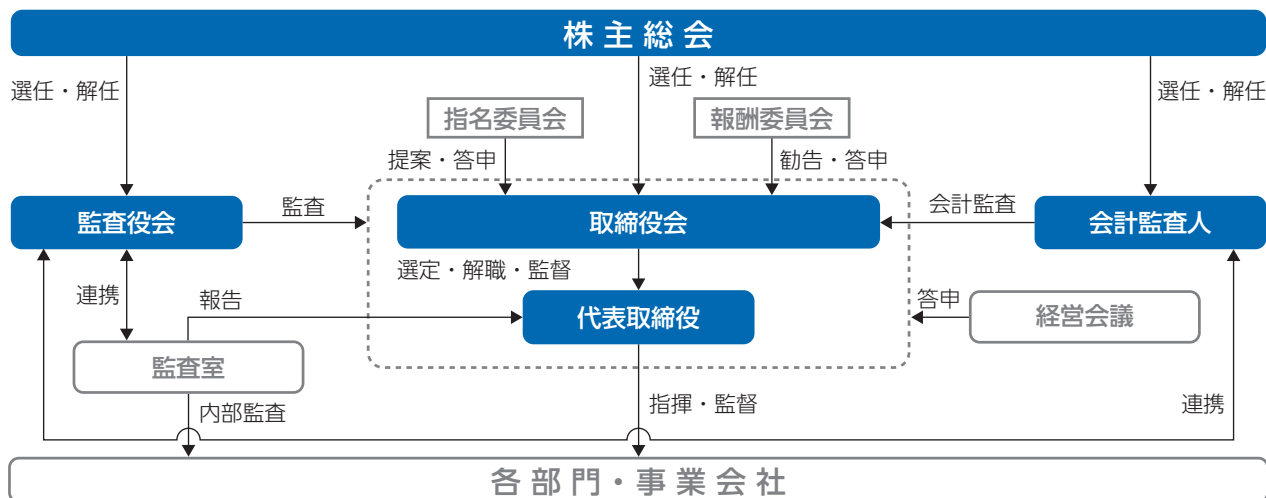 株主総会
選任・解任
選任・解任
選任・解任
指名委員会
報酬委員会
提案・答申
勧告・答申
監査役会
監査
取締役会
会計監査
会計監査人
選定・解職・監督
連携
報告
代表取締役
答申
経営会議
監査室
内部監査
指揮・監督
連携
各部門・事業会社